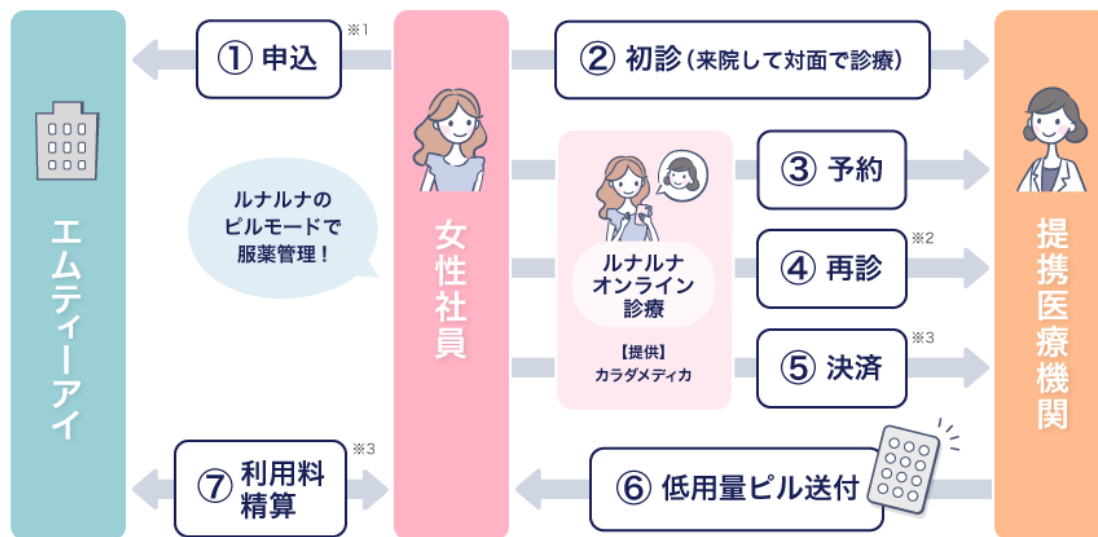 ① 申込
※1
② 初診(来院して対面で診療)
ルナルナの
ピルモードで
服薬管理!
エムティーアイ
女性社員
ルナルナ
オンライン
診療
【提供】
カラダメディカ
③ 予約
④ 再診
※2
⑤ 決済
※3
提携医療機関
⑦ 利用料
精算
※3
⑥ 低用量ピル送付